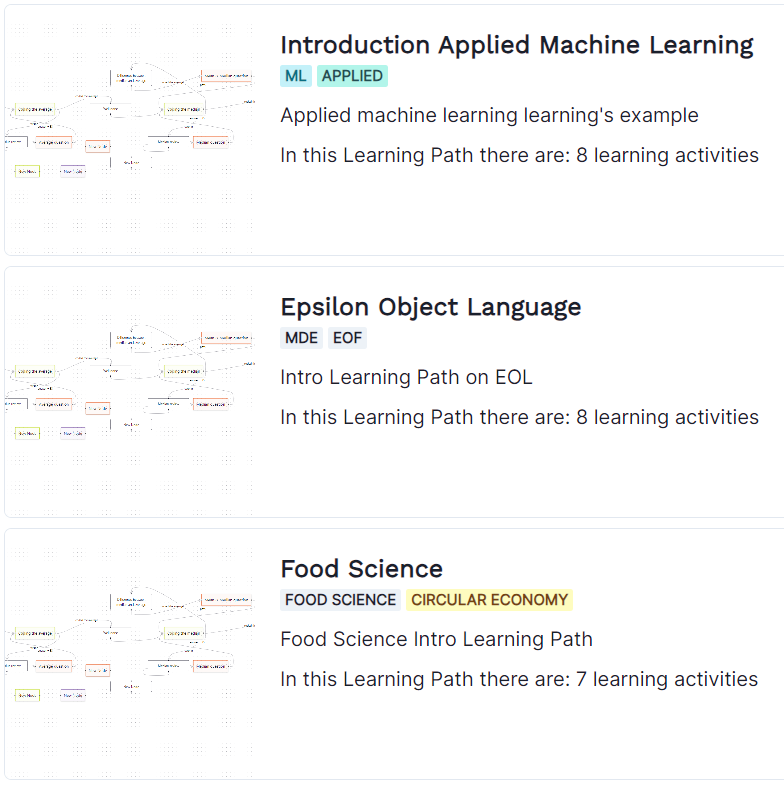 Introduction Applied Machine Learning
ML APPLIED
Applied machine learning learning's example
In this Learning Path there are: 8 learning activities
Epsilon Object Language
MDE EOF
Intro Learning Path on EOL
In this Learning Path there are: 8 learning activities
Food Science
FOOD SCIENCE CIRCULAR ECONOMY
Food Science Intro Learning Path
In this Learning Path there are: 7 learning activities